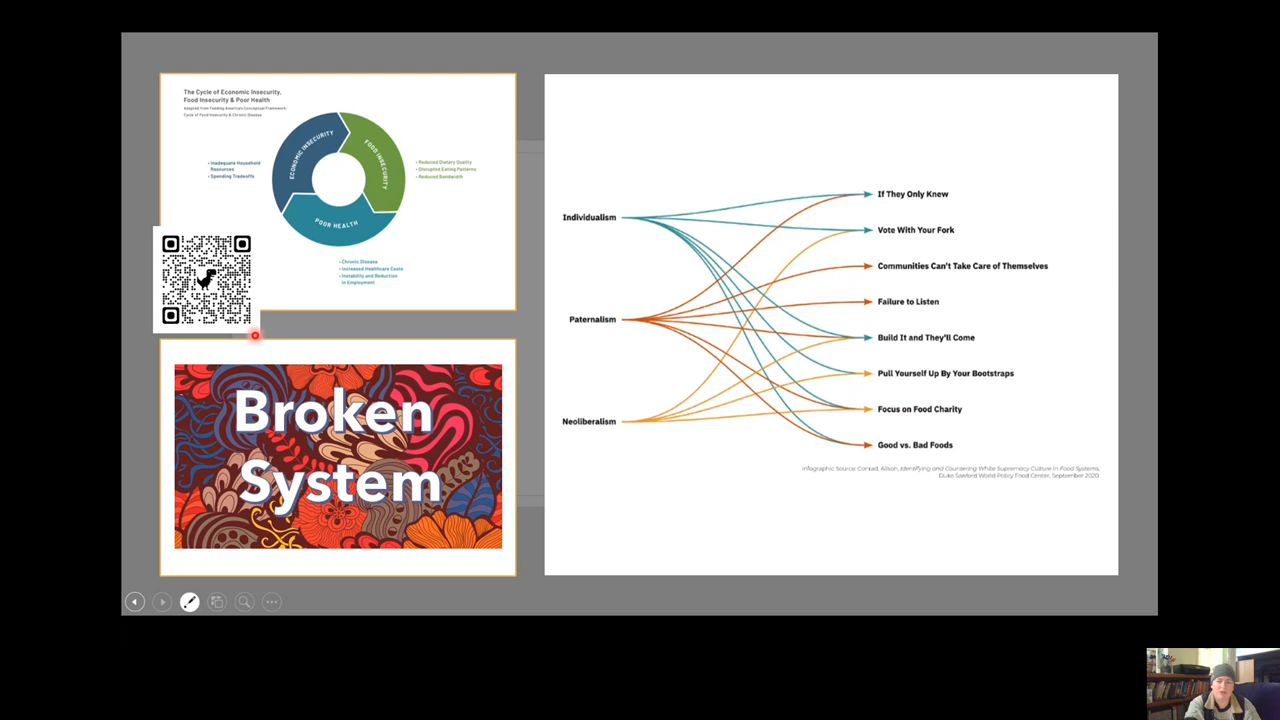 The Cycle of Economic Insecurity,
Food Insecurity & Poor Health
Adapted from Feeding America's Conceptual Framework:
Cycle of Food Insecurity & Chronic Disease
ECONOMIC INSECURITY
FOOD INSECURITY
POOR HEALTH
• Inadequate Household
Resources
• Spending Tradeoffs
• Reduced Dietary Quality
• Disrupted Eating Patterns
• Reduced Bandwidth
• Chronic Disease
• Increased Healthcare Costs
• Instability and Reduction
in Employment
Broken
System
Individualism
Paternalism
Neoliberalism
If They Only Knew
Vote With Your Fork
Communities Can't Take Care of Themselves
Failure to Listen
Build It and They'll Come
Pull Yourself Up By Your Bootstraps
Focus on Food Charity
Good vs. Bad Foods
Infographic Source: Conrad, Alison, Identifying and Countering White Supremacy Culture in Food Systems,
Duke Sanford World Policy Food Center, September 2020